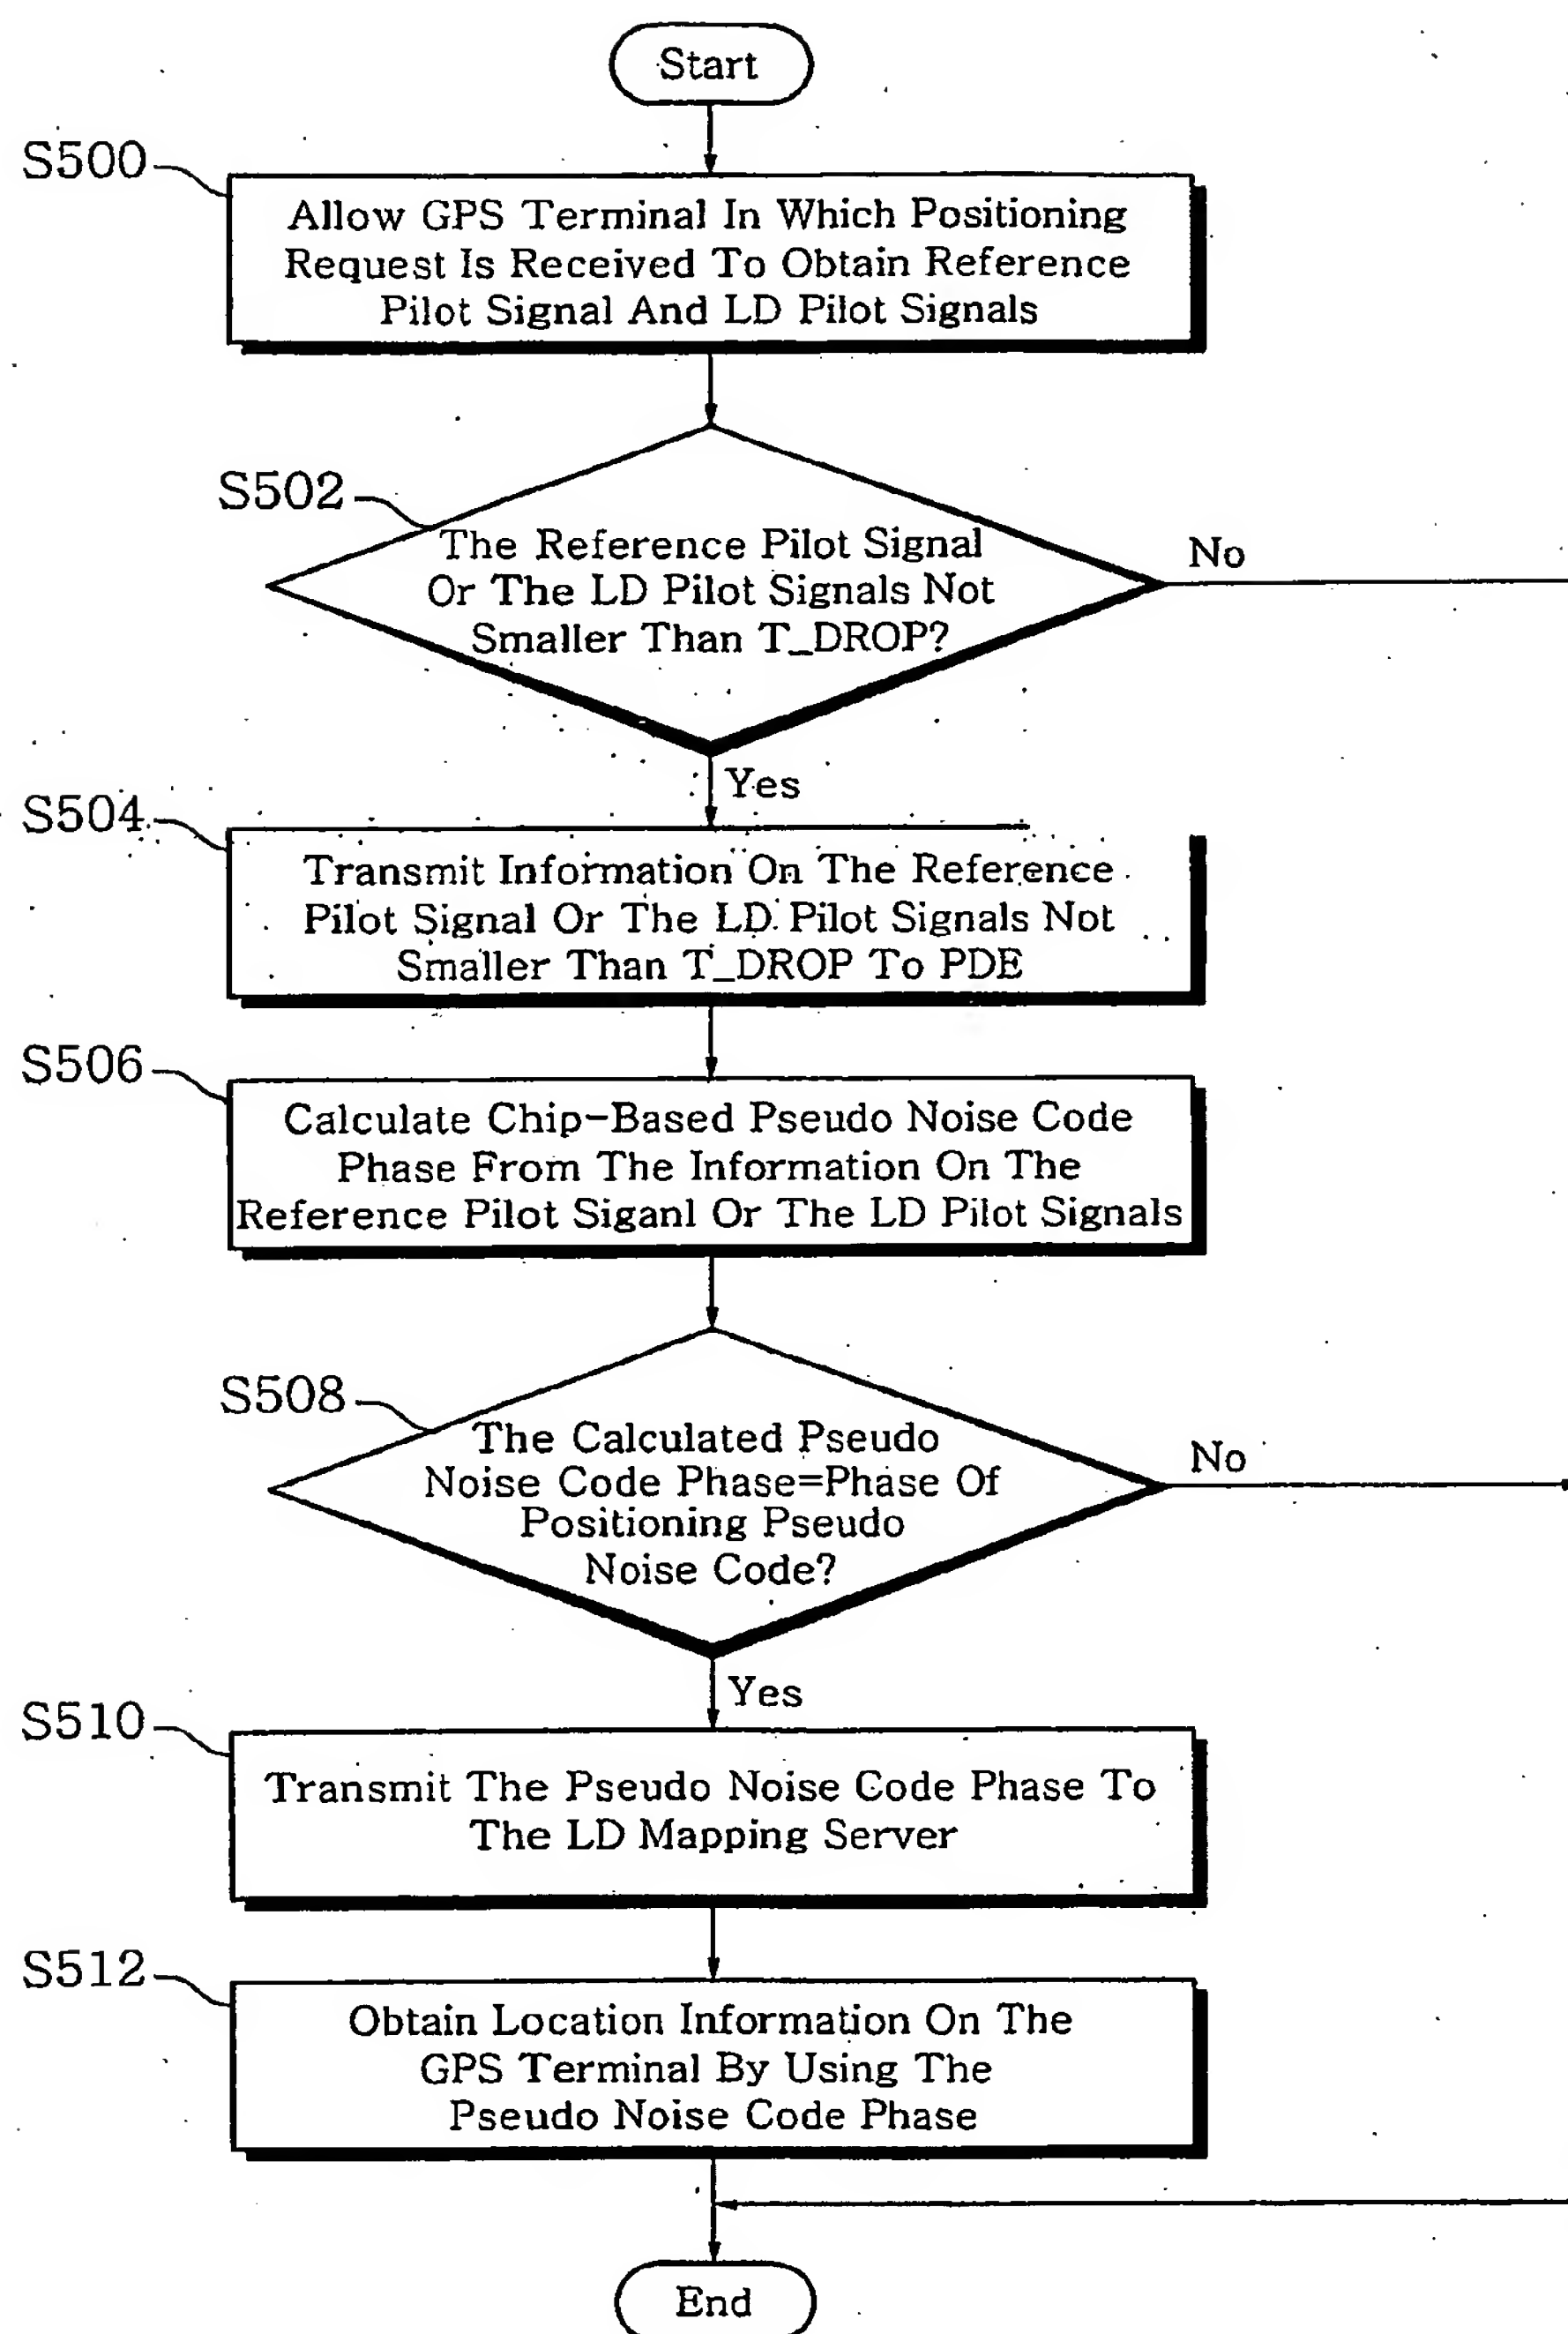 Start
S500
Allow GPS Terminal In Which Positioning
Request Is Received To Obtain Reference
Pilot Signal And LD Pilot Signals
S502
The Reference Pilot Signal
Or The LD Pilot Signals Not
Smaller Than T_DROP?
No
Yes
S504
Transmit Information On The Reference
Pilot Signal Or The LD Pilot Signals Not
Smaller Than T_DROP To PDE
S506
Calculate Chip-Based Pseudo Noise Code
Phase From The Information On The
Reference Pilot Siganl Or The LD Pilot Signals
S508
The Calculated Pseudo
Noise Code Phase=Phase Of
Positioning Pseudo
Noise Code?
No
Yes
S510
Transmit The Pseudo Noise Code Phase To
The LD Mapping Server
S512
Obtain Location Information On The
GPS Terminal By Using The
Pseudo Noise Code Phase
End